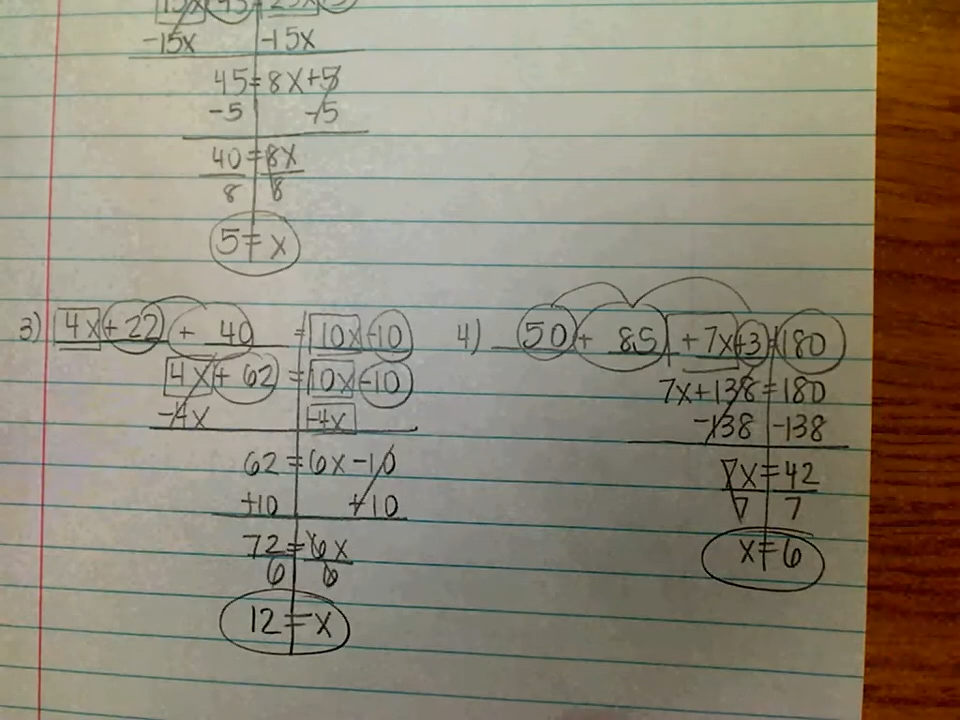 -15x -15x
45 = 8x + 5
-5 -5
40 = 8x
8 8
5 = x
3) 4x + 22 + 40 = 10x - 10
4x + 62 = 10x - 10
-4x -4x
62 = 6x - 10
+10 +10
72 = 6x
6 6
12 = x
4) 50 + 85 + 7x + 3 = 180
7x + 138 = 180
-138 -138
7x = 42
7 7
x = 6